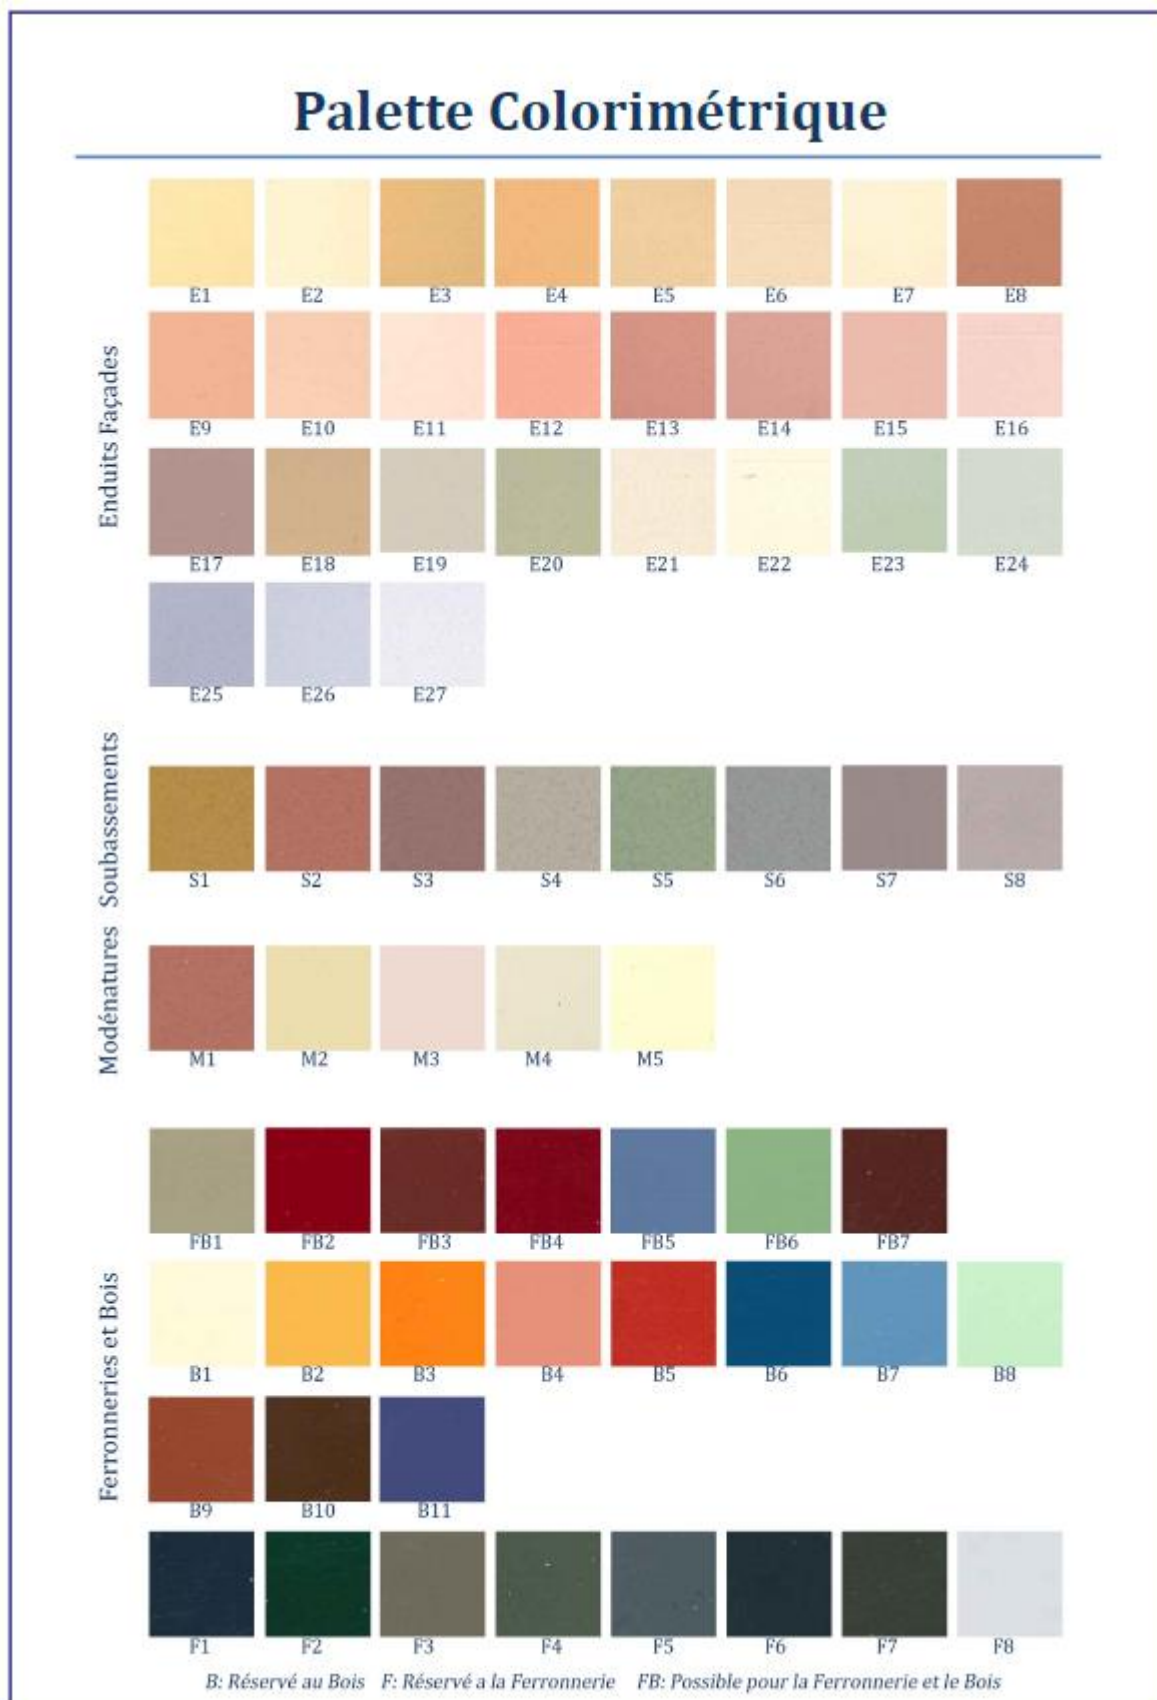 Palette Colorimétrique
Enduits Façades
E1 E2 E3 E4 E5 E6 E7 E8
E9 E10 E11 E12 E13 E14 E15 E16
E17 E18 E19 E20 E21 E22 E23 E24
E25 E26 E27
Soubassements
S1 S2 S3 S4 S5 S6 S7 S8
Modénatures
M1 M2 M3 M4 M5
Ferronneries et Bois
FB1 FB2 FB3 FB4 FB5 FB6 FB7
B1 B2 B3 B4 B5 B6 B7 B8
B9 B10 B11
F1 F2 F3 F4 F5 F6 F7 F8
B: Réservé au Bois F: Réservé a la Ferronnerie FB: Possible pour la Ferronnerie et le Bois